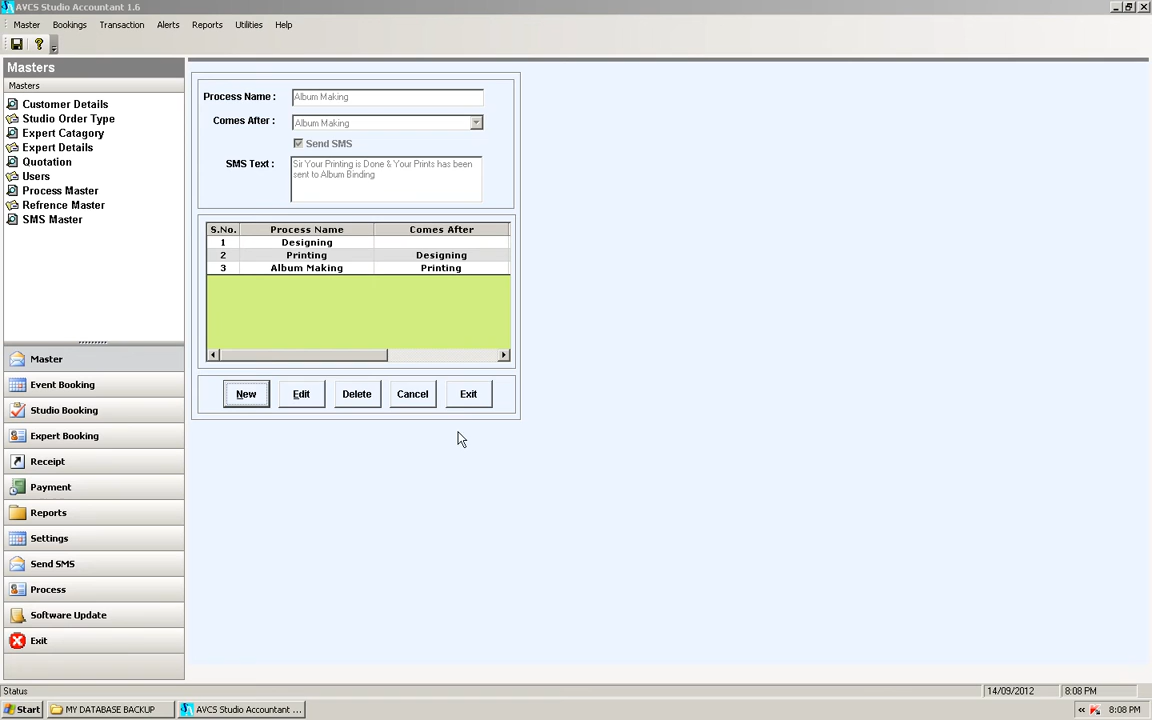 AVCS Studio Accountant 1.6
Master Bookings Transaction Alerts Reports Utilities Help
Masters
Masters
Customer Details
Studio Order Type
Expert Catagory
Expert Details
Quotation
Users
Process Master
Refrence Master
SMS Master
Master
Event Booking
Studio Booking
Expert Booking
Receipt
Payment
Reports
Settings
Send SMS
Process
Software Update
Exit
Process Name : Album Making
Comes After : Album Making
Send SMS
SMS Text : Sir Your Printing is Done & Your Prints has been
sent to Album Binding
S.No. Process Name Comes After
1 Designing
2 Printing Designing
3 Album Making Printing
New Edit Delete Cancel Exit
Status 14/09/2012 8:08 PM
Start MY DATABASE BACKUP AVCS Studio Accountant ... « 8:08 PM